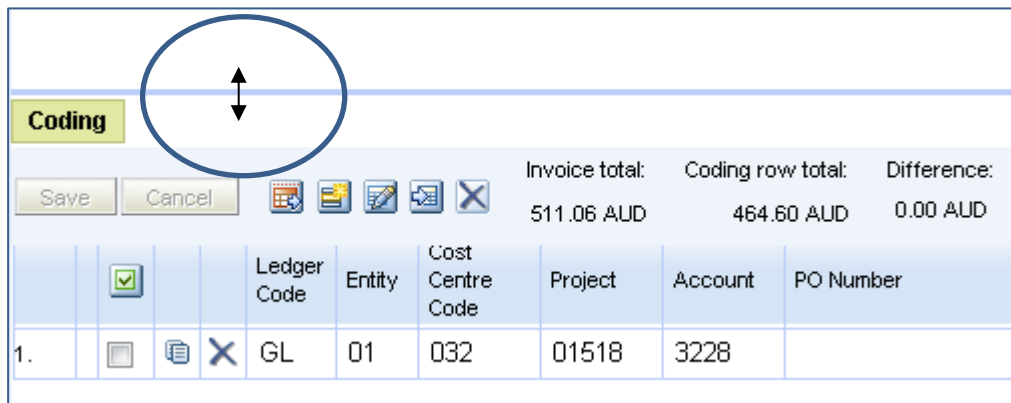 Coding
Save Cancel Invoice total: Coding row total: Difference:
511.06 AUD 464.60 AUD 0.00 AUD
Ledger Code Entity Cost Centre Code Project Account PO Number
1. GL 01 032 01518 3228